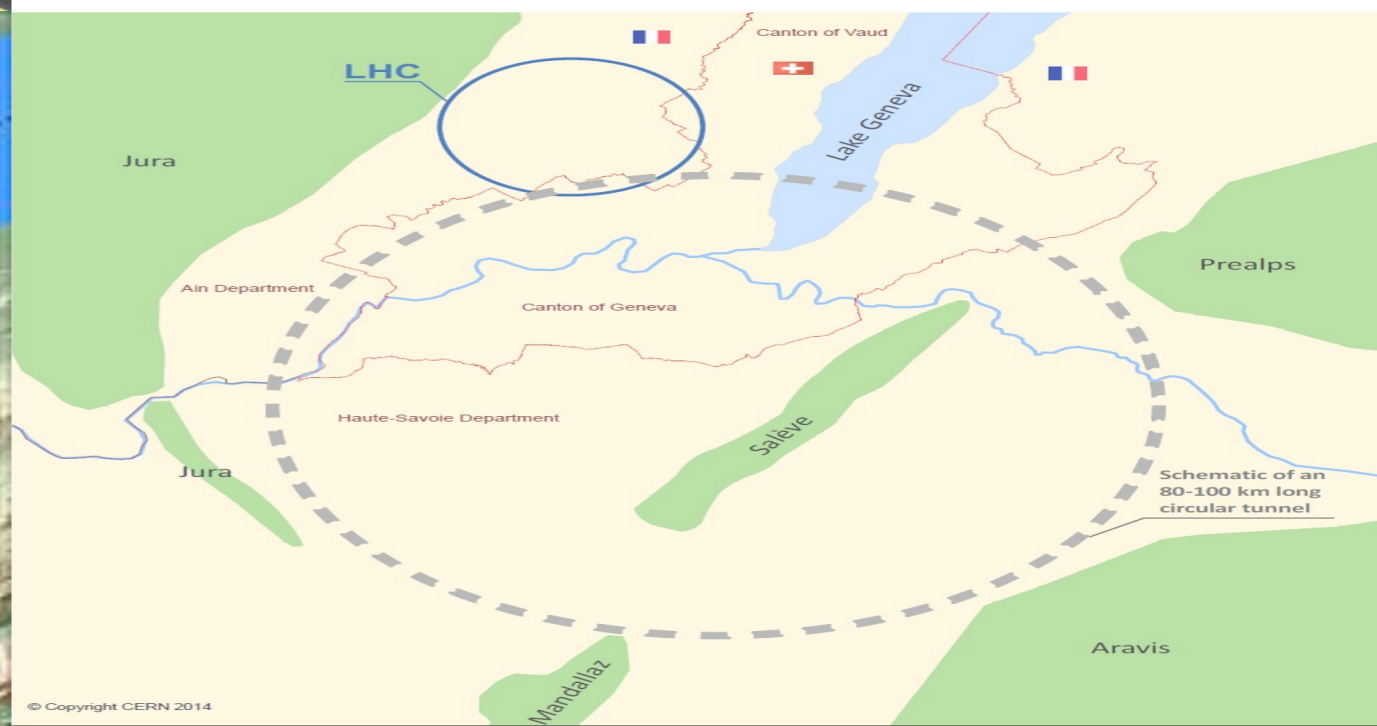 Canton of Vaud
LHC
Lake Geneva
Jura
Prealps
Ain Department
Canton of Geneva
Haute-Savoie Department
Salève
Jura
Schematic of an
80-100 km long
circular tunnel
Aravis
Mandallaz
© Copyright CERN 2014